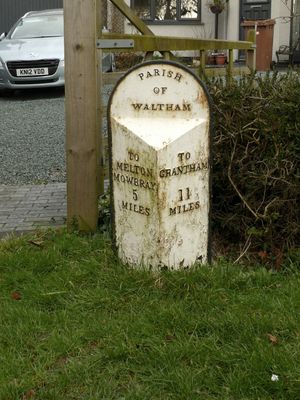 PARISH
OF
WALTHAM
TO
MELTON
MOWBRAY
5
MILES
TO
GRANTHAM
11
MILES
KN12 VDD